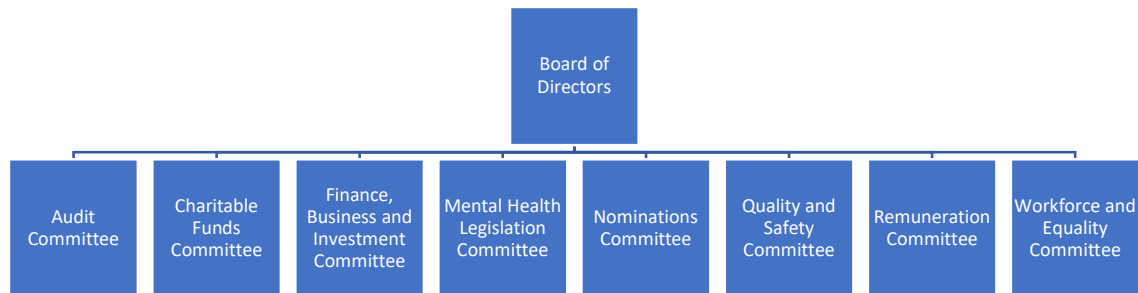 Board of
Directors
Audit
Committee
Charitable
Funds
Committee
Finance,
Business and
Investment
Committee
Mental Health
Legislation
Committee
Nominations
Committee
Quality and
Safety
Committee
Remuneration
Committee
Workforce and
Equality
Committee